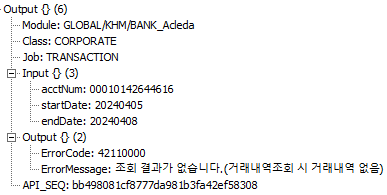 Output {} (6)
Module: GLOBAL/KHM/BANK_Acleda
Class: CORPORATE
Job: TRANSACTION
Input {} (3)
acctNum: 00010142644616
startDate: 20240405
endDate: 20240408
Output {} (2)
ErrorCode: 42110000
ErrorMessage: 조회 결과가 없습니다.(거래내역조회 시 거래내역 없음)
API_SEQ: bb498081cf8777da981b3fa42ef58308